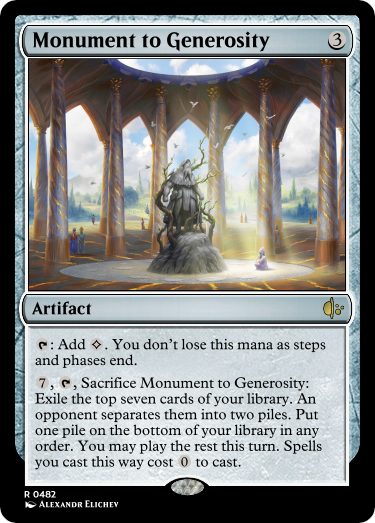 Monument to Generosity 3
Artifact
: Add . You don't lose this mana as steps
and phases end.
7, , Sacrifice Monument to Generosity:
Exile the top seven cards of your library. An
opponent separates them into two piles. Put
one pile on the bottom of your library in any
order. You may play the rest this turn. Spells
you cast this way cost 0 to cast.
R 0482
Alexandr Elichev